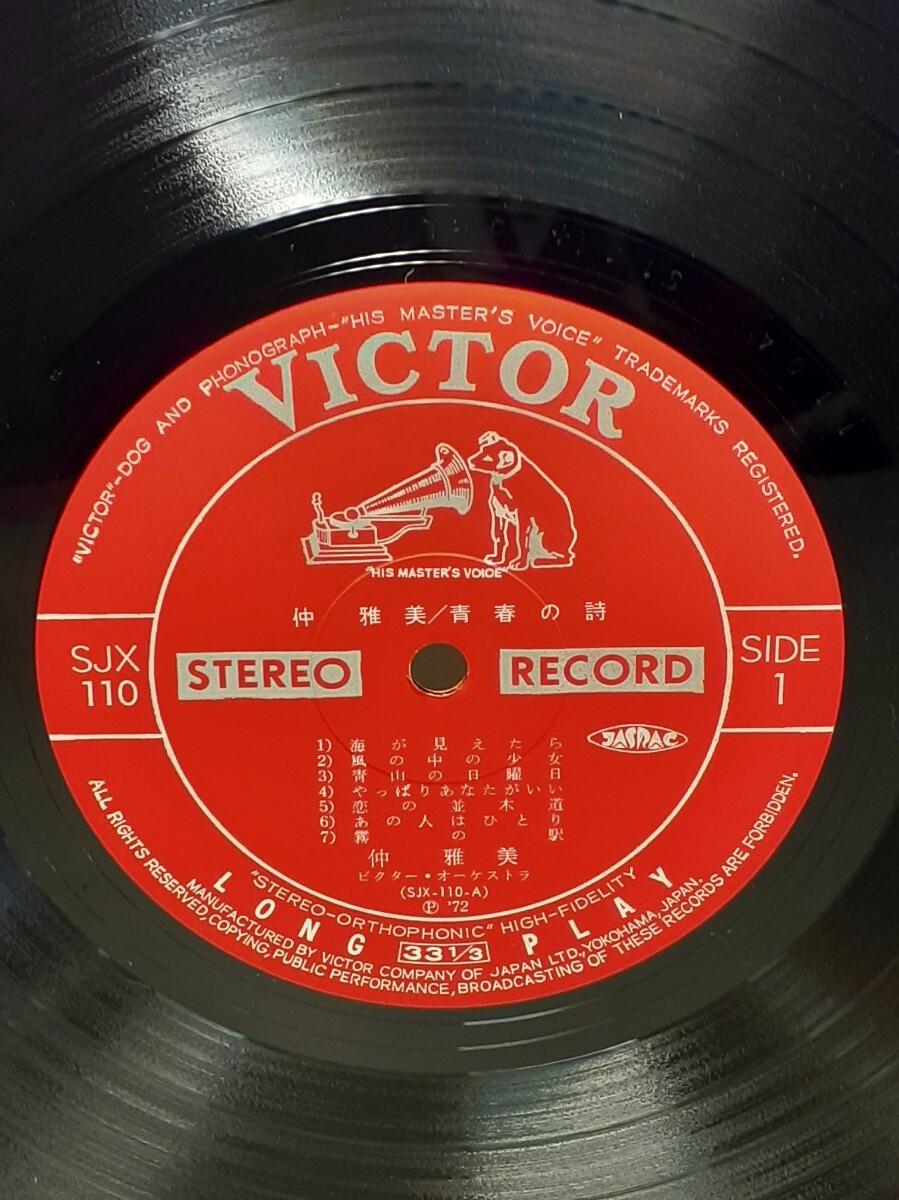 "VICTOR"-DOG AND PHONOGRAPH-"HIS MASTER'S VOICE" TRADEMARKS REGISTERED.
VICTOR
"HIS MASTER'S VOICE"
仲 雅美/青春の詩
SJX
110
STEREO
RECORD
SIDE
1
JASRAC
1) 海が見えたら
2) 風の中の少女
3) 青山の日曜日
4) やっぱりあなたがいい
5) 恋の並木道
6) あの人はひとり
7) 霧の駅
仲 雅美
ビクター・オーケストラ
(SJX-110-A)
Ⓟ '72
"STEREO-ORTHOPHONIC" HIGH-FIDELITY
LONG 33 1/3 PLAY
MANUFACTURED BY VICTOR COMPANY OF JAPAN LTD., YOKOHAMA, JAPAN.
ALL RIGHTS RESERVED, COPYING, PUBLIC PERFORMANCE, BROADCASTING OF THESE RECORDS ARE FORBIDDEN.